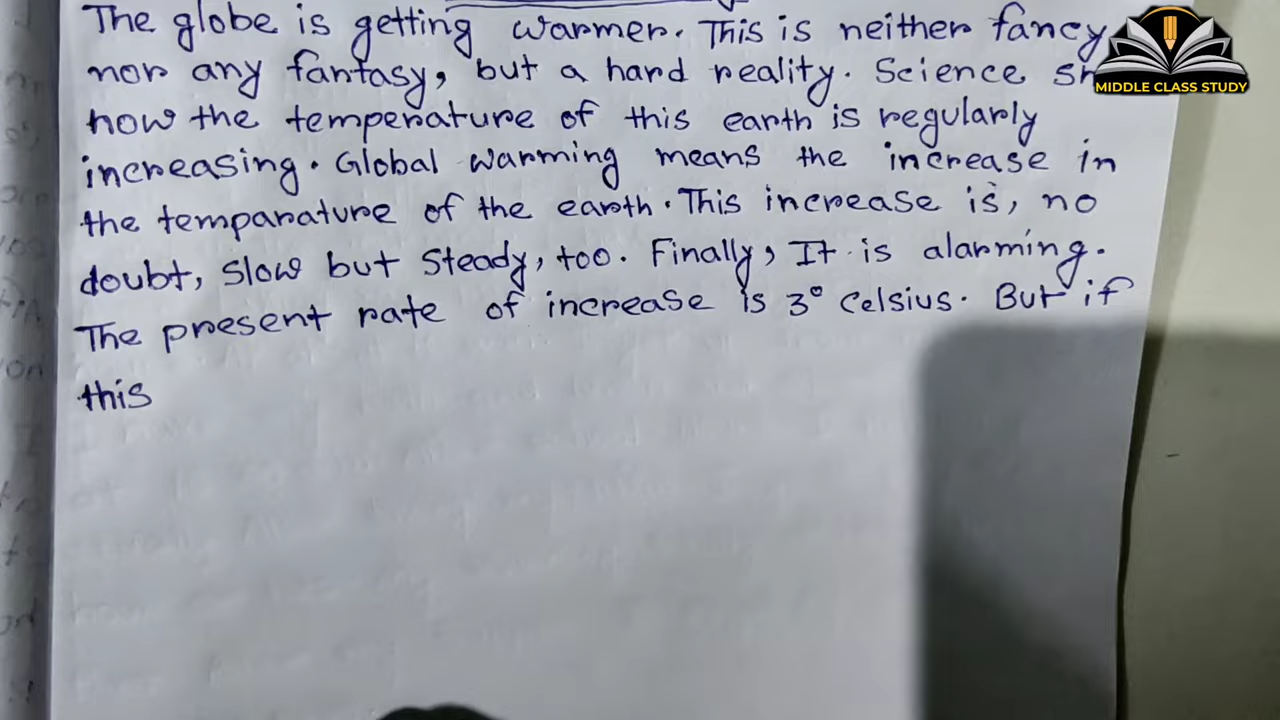 The globe is getting warmer. This is neither fancy
nor any fantasy, but a hard reality. Science
how the temperature of this earth is regularly
increasing. Global warming means the increase in
the temparature of the earth. This increase is, no
doubt, slow but steady, too. Finally, It is alarming.
The present rate of increase is 3° Celsius. But if
this
MIDDLE CLASS STUDY